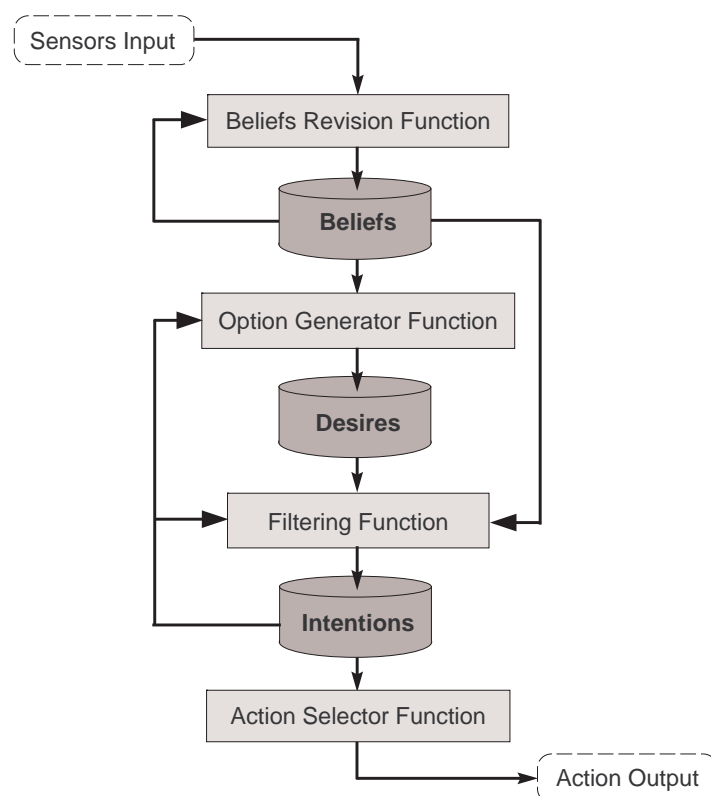 Sensors Input
Beliefs Revision Function
Beliefs
Option Generator Function
Desires
Filtering Function
Intentions
Action Selector Function
Action Output